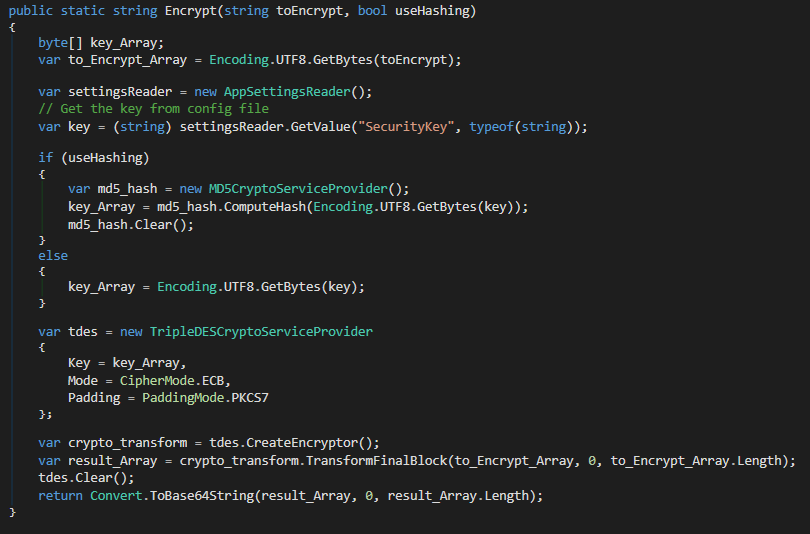 public static string Encrypt(string toEncrypt, bool useHashing)
{
    byte[] key_Array;
    var to_Encrypt_Array = Encoding.UTF8.GetBytes(toEncrypt);

    var settingsReader = new AppSettingsReader();
    // Get the key from config file
    var key = (string) settingsReader.GetValue("SecurityKey", typeof(string));

    if (useHashing)
    {
        var md5_hash = new MD5CryptoServiceProvider();
        key_Array = md5_hash.ComputeHash(Encoding.UTF8.GetBytes(key));
        md5_hash.Clear();
    }
    else
    {
        key_Array = Encoding.UTF8.GetBytes(key);
    }

    var tdes = new TripleDESCryptoServiceProvider
    {
        Key = key_Array,
        Mode = CipherMode.ECB,
        Padding = PaddingMode.PKCS7
    };

    var crypto_transform = tdes.CreateEncryptor();
    var result_Array = crypto_transform.TransformFinalBlock(to_Encrypt_Array, 0, to_Encrypt_Array.Length);
    tdes.Clear();
    return Convert.ToBase64String(result_Array, 0, result_Array.Length);
}